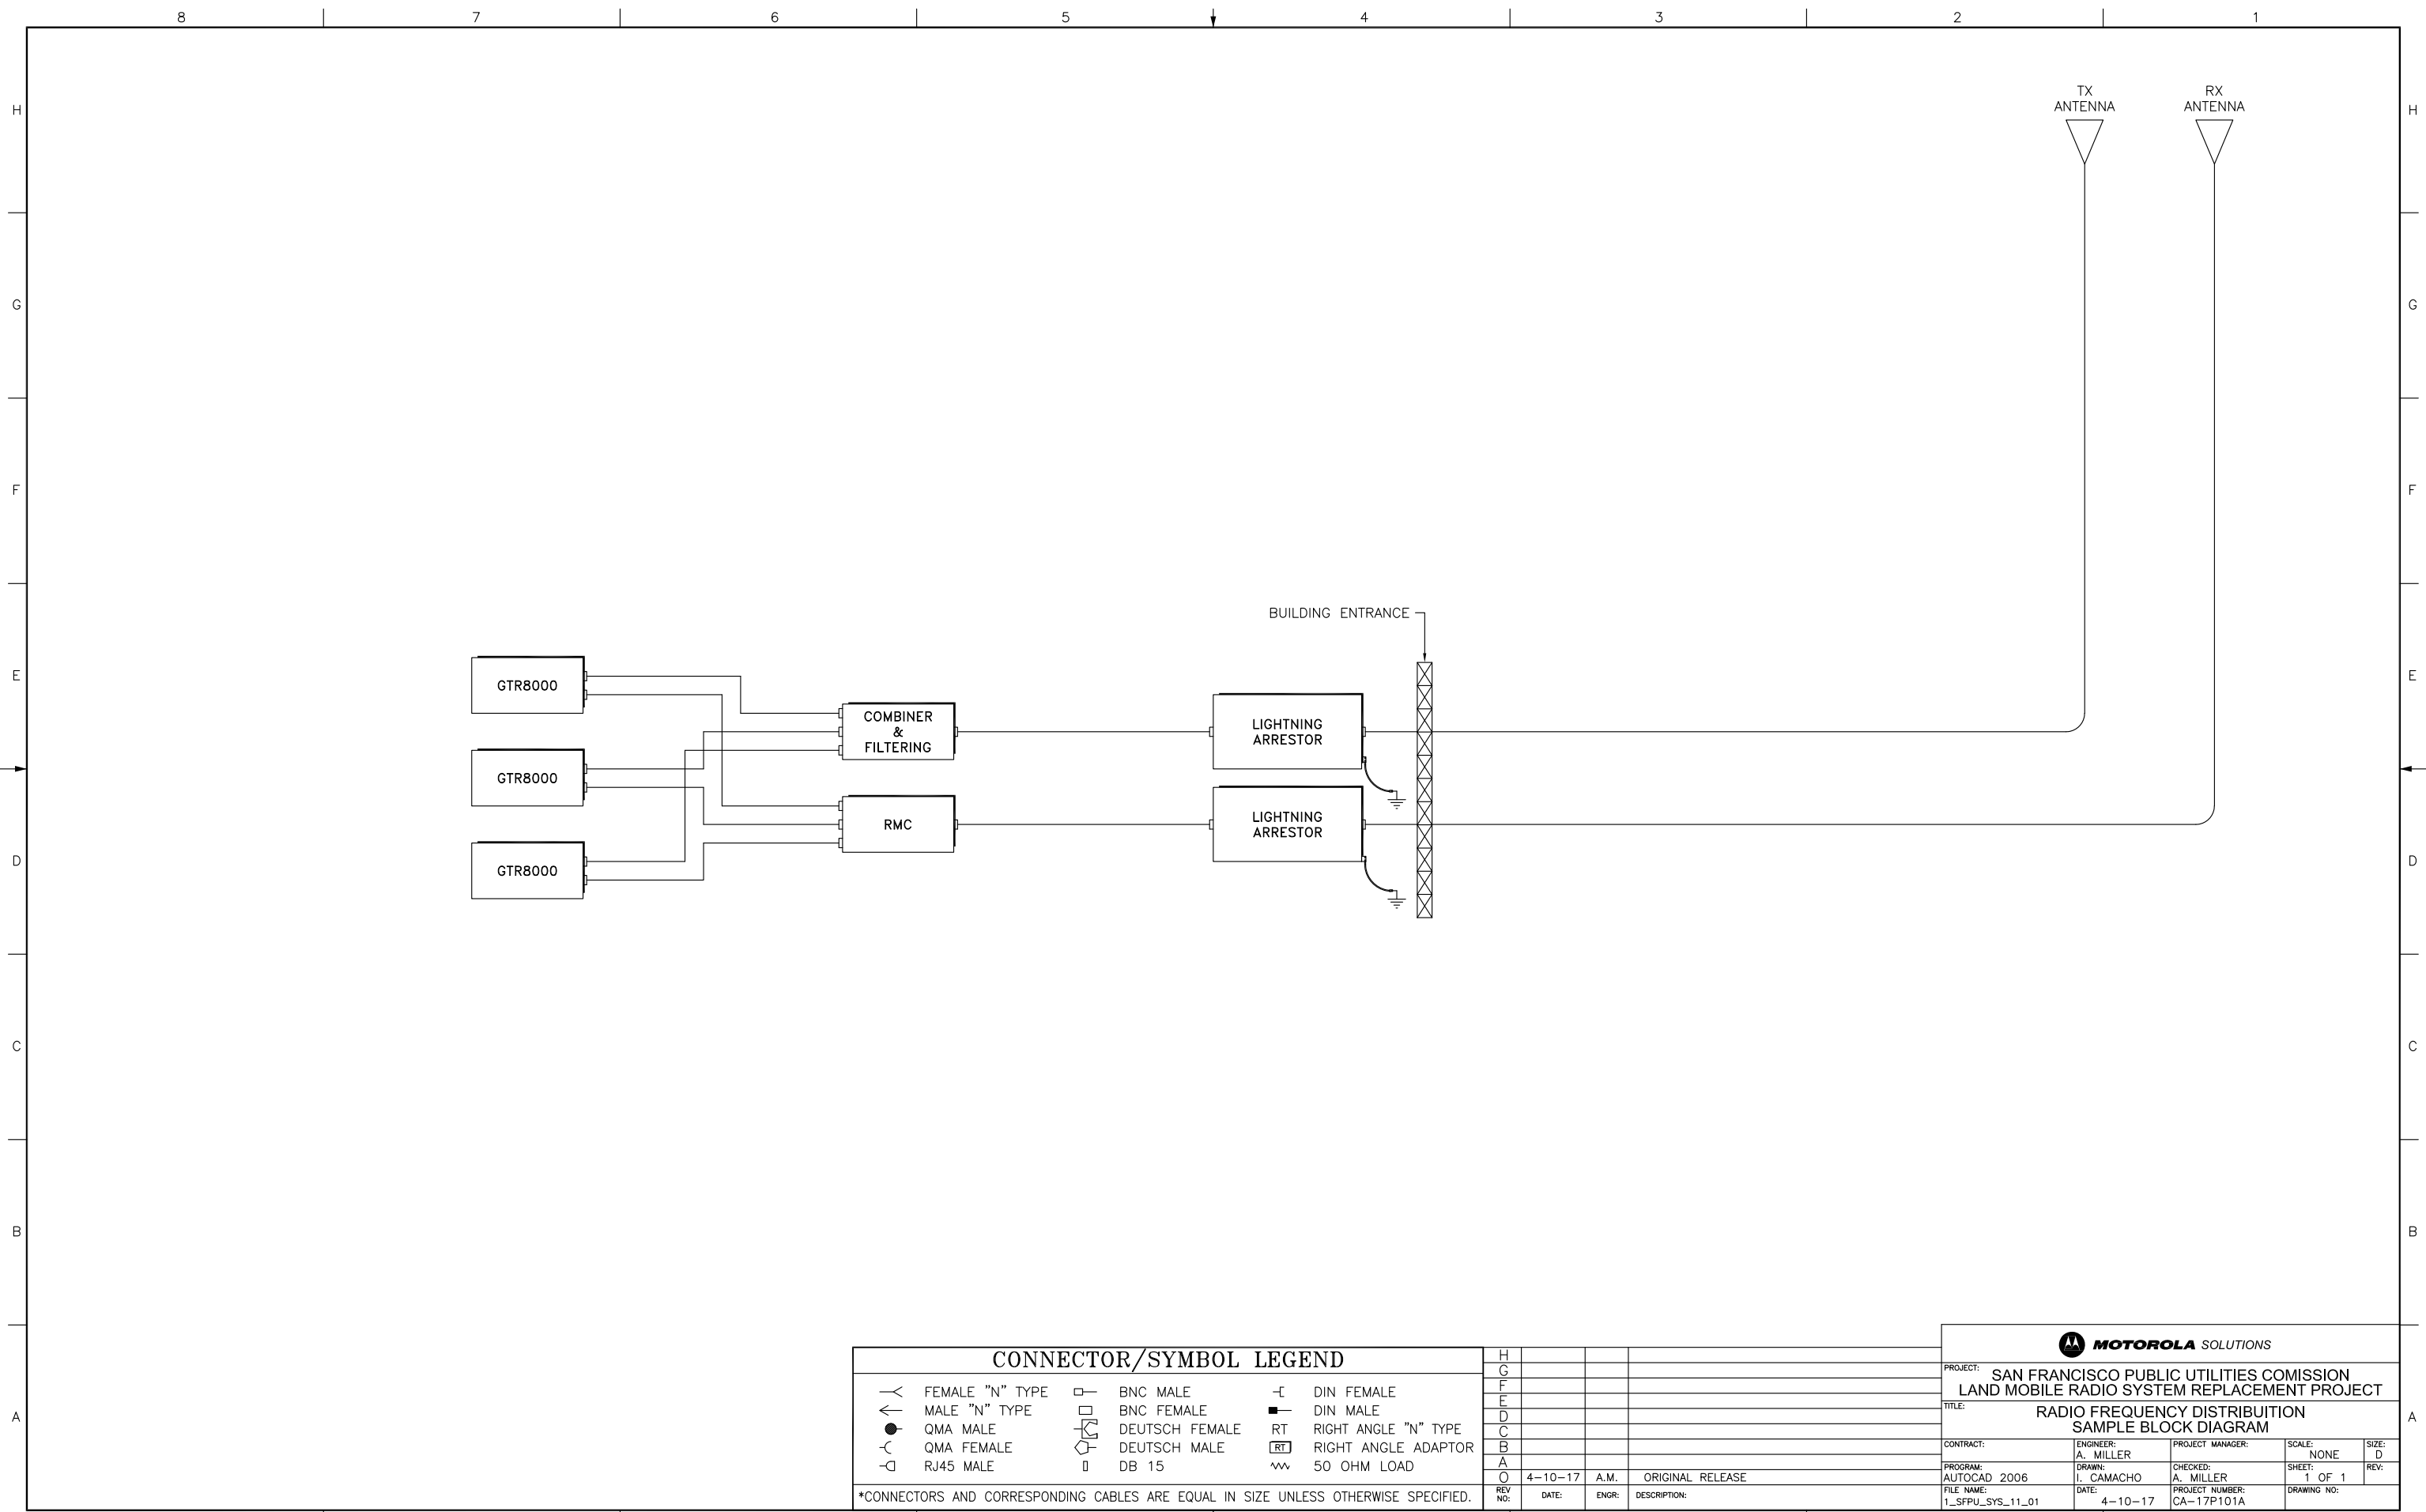 8 7 6 5 4 3 2 1
TX
ANTENNA
RX
ANTENNA
H H
G G
F F
BUILDING ENTRANCE
E E
GTR8000
COMBINER
&
FILTERING
LIGHTNING
ARRESTOR
GTR8000
RMC
LIGHTNING
ARRESTOR
D D
GTR8000
C C
B B
A A
CONNECTOR/SYMBOL LEGEND
FEMALE "N" TYPE BNC MALE DIN FEMALE
MALE "N" TYPE BNC FEMALE DIN MALE
QMA MALE DEUTSCH FEMALE RT RIGHT ANGLE "N" TYPE
QMA FEMALE DEUTSCH MALE RT RIGHT ANGLE ADAPTOR
RJ45 MALE DB 15 50 OHM LOAD
*CONNECTORS AND CORRESPONDING CABLES ARE EQUAL IN SIZE UNLESS OTHERWISE SPECIFIED.
H
G
F
E
D
C
B
A
O 4-10-17 A.M. ORIGINAL RELEASE
REV NO: DATE: ENGR: DESCRIPTION:
MOTOROLA SOLUTIONS
PROJECT: SAN FRANCISCO PUBLIC UTILITIES COMISSION
LAND MOBILE RADIO SYSTEM REPLACEMENT PROJECT
TITLE: RADIO FREQUENCY DISTRIBUITION
SAMPLE BLOCK DIAGRAM
CONTRACT: ENGINEER: PROJECT MANAGER: SCALE: SIZE:
A. MILLER NONE D
PROGRAM: DRAWN: CHECKED: SHEET: REV:
AUTOCAD 2006 I. CAMACHO A. MILLER 1 OF 1
FILE NAME: DATE: PROJECT NUMBER: DRAWING NO:
1_SFPU_SYS_11_01 4-10-17 CA-17P101A